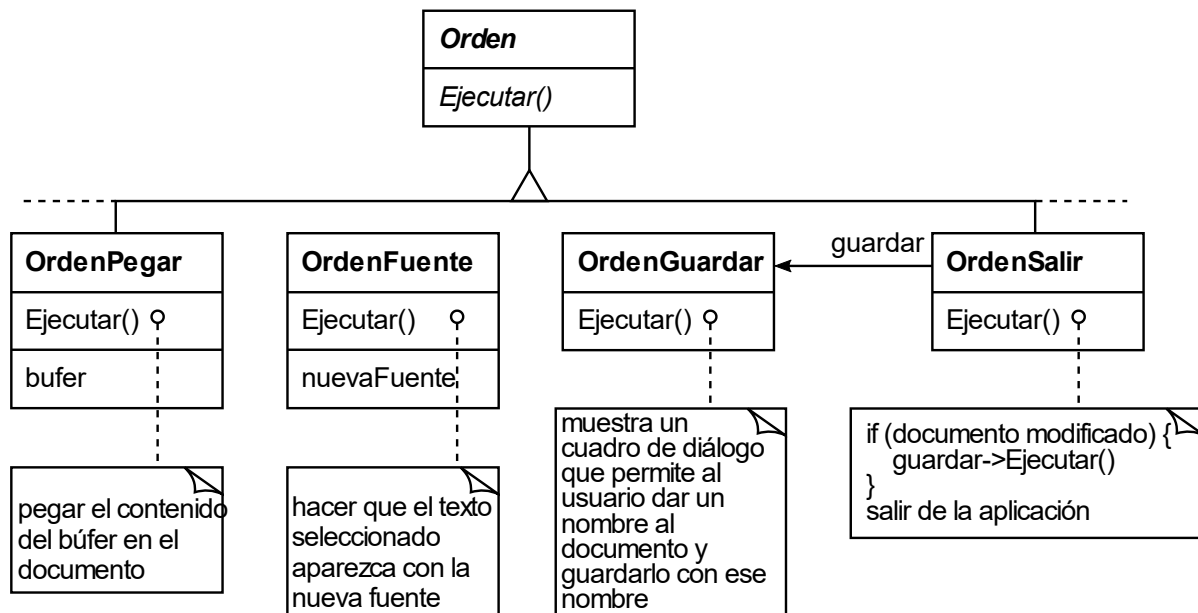 Orden
Ejecutar()
OrdenPegar
Ejecutar()
bufer
OrdenFuente
Ejecutar()
nuevaFuente
OrdenGuardar
Ejecutar()
guardar
OrdenSalir
Ejecutar()
pegar el contenido
del búfer en el
documento
hacer que el texto
seleccionado
aparezca con la
nueva fuente
muestra un
cuadro de diálogo
que permite al
usuario dar un
nombre al
documento y
guardarlo con ese
nombre
if (documento modificado) {
guardar->Ejecutar()
}
salir de la aplicación